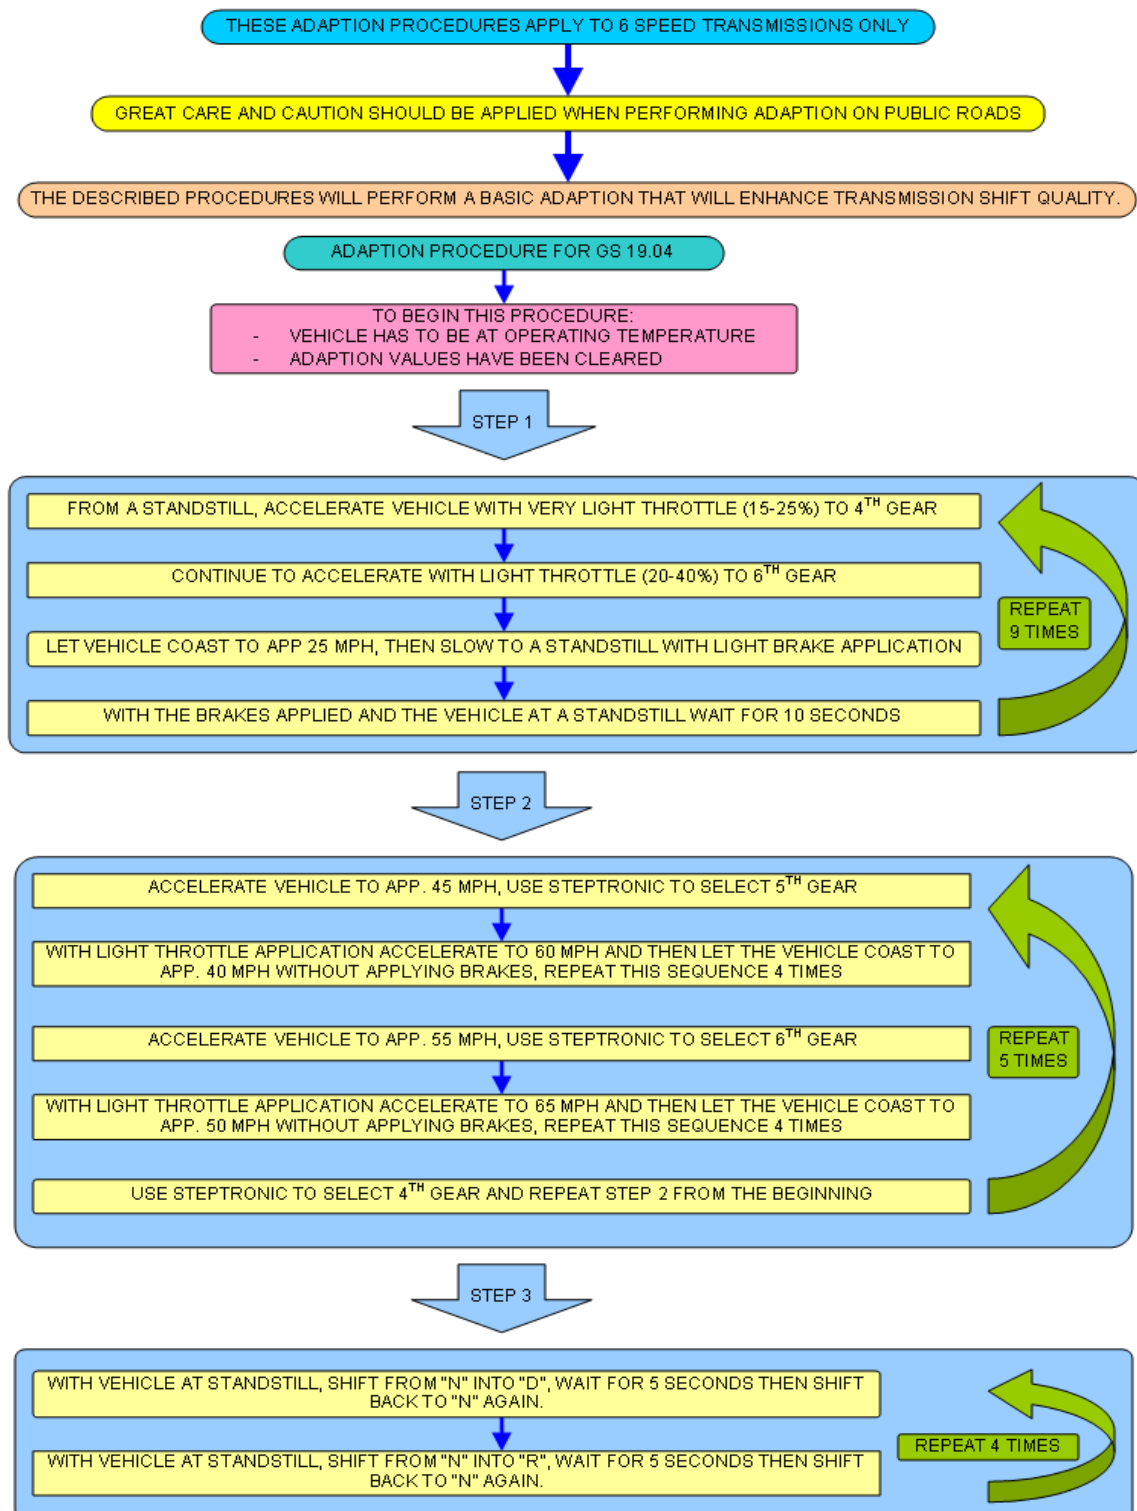 THESE ADAPTION PROCEDURES APPLY TO 6 SPEED TRANSMISSIONS ONLY
GREAT CARE AND CAUTION SHOULD BE APPLIED WHEN PERFORMING ADAPTION ON PUBLIC ROADS
THE DESCRIBED PROCEDURES WILL PERFORM A BASIC ADAPTION THAT WILL ENHANCE TRANSMISSION SHIFT QUALITY.
ADAPTION PROCEDURE FOR GS 19.04
TO BEGIN THIS PROCEDURE:
- VEHICLE HAS TO BE AT OPERATING TEMPERATURE
- ADAPTION VALUES HAVE BEEN CLEARED
STEP 1
FROM A STANDSTILL, ACCELERATE VEHICLE WITH VERY LIGHT THROTTLE (15-25%) TO 4TH GEAR
CONTINUE TO ACCELERATE WITH LIGHT THROTTLE (20-40%) TO 6TH GEAR
LET VEHICLE COAST TO APP 25 MPH, THEN SLOW TO A STANDSTILL WITH LIGHT BRAKE APPLICATION
WITH THE BRAKES APPLIED AND THE VEHICLE AT A STANDSTILL WAIT FOR 10 SECONDS
REPEAT
9 TIMES
STEP 2
ACCELERATE VEHICLE TO APP. 45 MPH, USE STEPTRONIC TO SELECT 5TH GEAR
WITH LIGHT THROTTLE APPLICATION ACCELERATE TO 60 MPH AND THEN LET THE VEHICLE COAST TO
APP. 40 MPH WITHOUT APPLYING BRAKES, REPEAT THIS SEQUENCE 4 TIMES
ACCELERATE VEHICLE TO APP. 55 MPH, USE STEPTRONIC TO SELECT 6TH GEAR
WITH LIGHT THROTTLE APPLICATION ACCELERATE TO 65 MPH AND THEN LET THE VEHICLE COAST TO
APP. 50 MPH WITHOUT APPLYING BRAKES, REPEAT THIS SEQUENCE 4 TIMES
USE STEPTRONIC TO SELECT 4TH GEAR AND REPEAT STEP 2 FROM THE BEGINNING
REPEAT
5 TIMES
STEP 3
WITH VEHICLE AT STANDSTILL, SHIFT FROM "N" INTO "D", WAIT FOR 5 SECONDS THEN SHIFT
BACK TO "N" AGAIN.
WITH VEHICLE AT STANDSTILL, SHIFT FROM "N" INTO "R", WAIT FOR 5 SECONDS THEN SHIFT
BACK TO "N" AGAIN.
REPEAT 4 TIMES